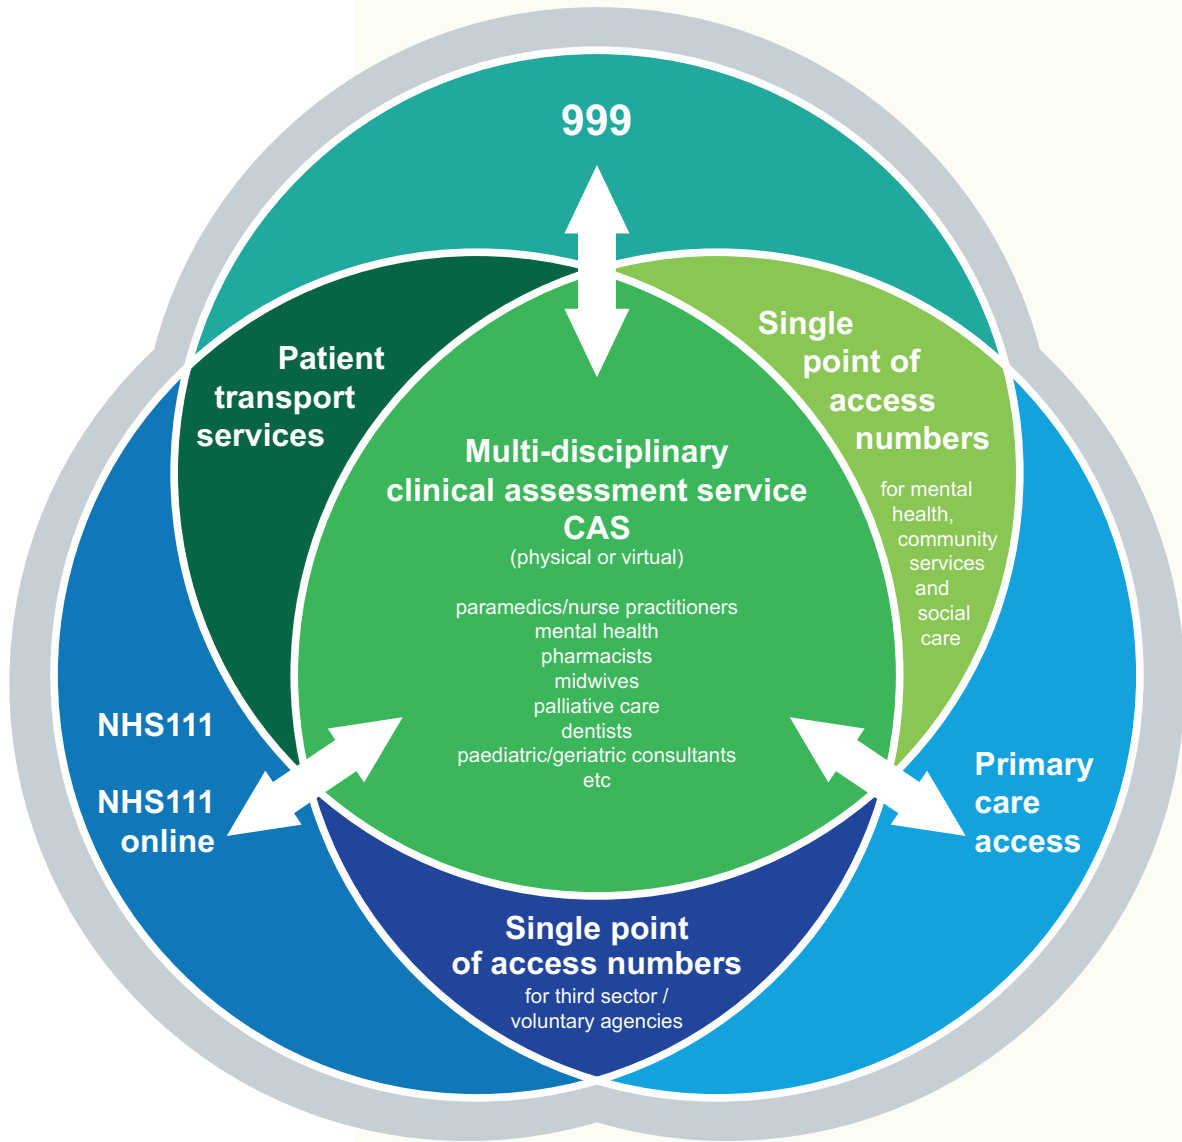 999
Patient
transport
services
Single
point of
access
numbers
for mental
health,
community
services
and
social
care
Multi-disciplinary
clinical assessment service
CAS
(physical or virtual)
paramedics/nurse practitioners
mental health
pharmacists
midwives
palliative care
dentists
paediatric/geriatric consultants
etc
NHS111
NHS111
online
Primary
care
access
Single point
of access numbers
for third sector /
voluntary agencies